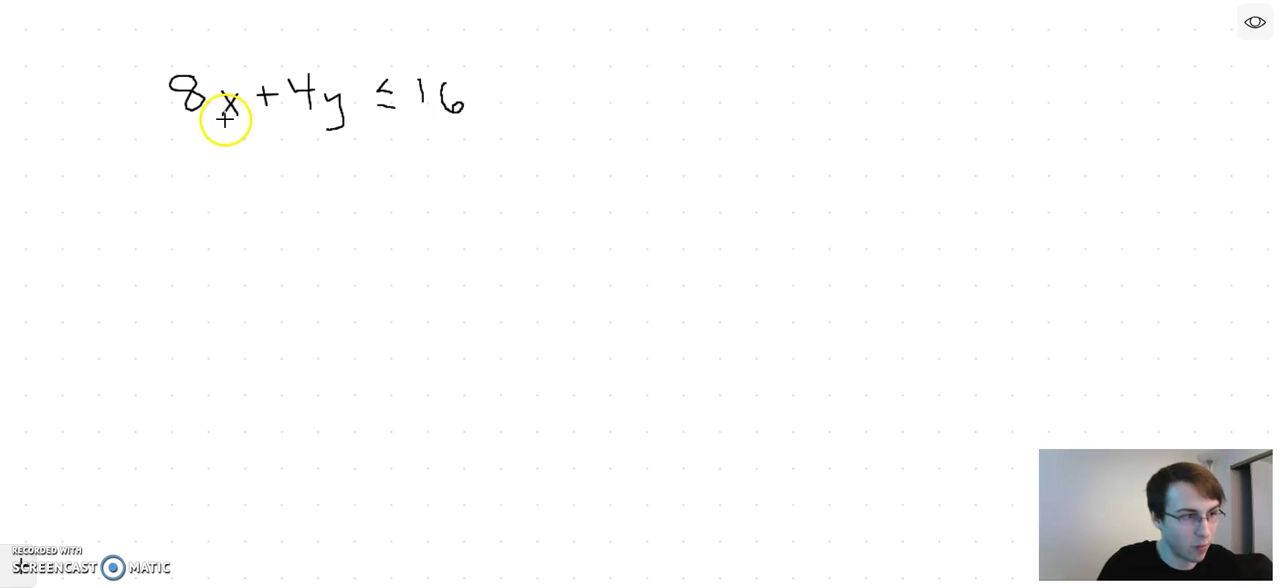 8x + 4y ≤ 16
RECORDED WITH
SCREENCAST MATIC